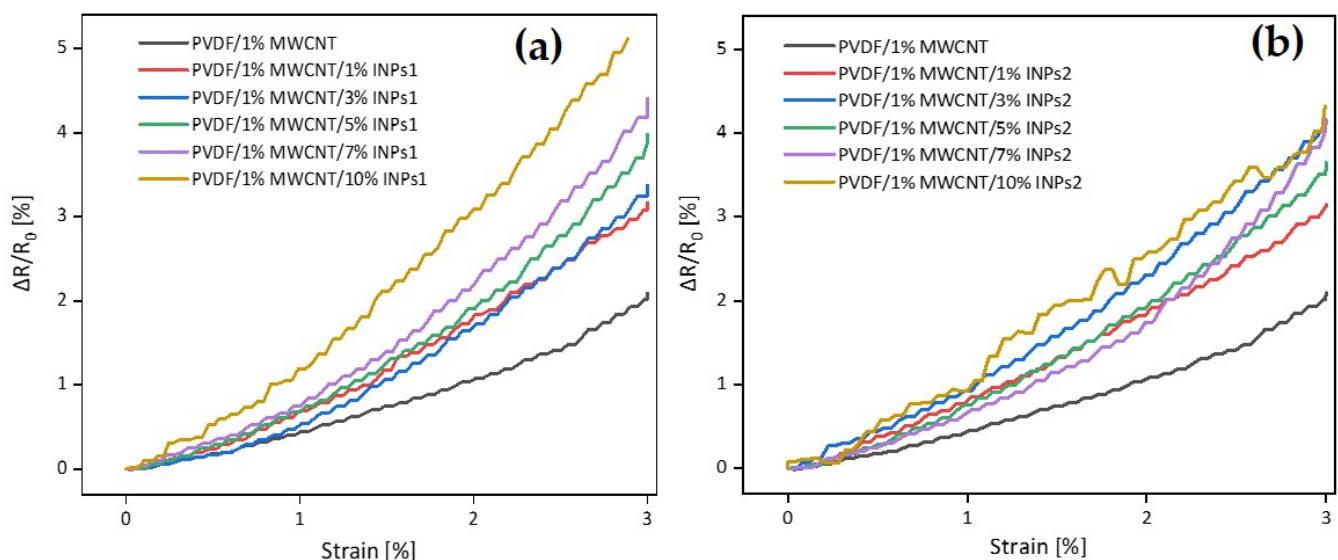 (a)
PVDF/1% MWCNT
PVDF/1% MWCNT/1% INPs1
PVDF/1% MWCNT/3% INPs1
PVDF/1% MWCNT/5% INPs1
PVDF/1% MWCNT/7% INPs1
PVDF/1% MWCNT/10% INPs1
ΔR/R₀ [%]
5
4
3
2
1
0
0 1 2 3
Strain [%]
(b)
PVDF/1% MWCNT
PVDF/1% MWCNT/1% INPs2
PVDF/1% MWCNT/3% INPs2
PVDF/1% MWCNT/5% INPs2
PVDF/1% MWCNT/7% INPs2
PVDF/1% MWCNT/10% INPs2
ΔR/R₀ [%]
5
4
3
2
1
0
0 1 2 3
Strain [%]